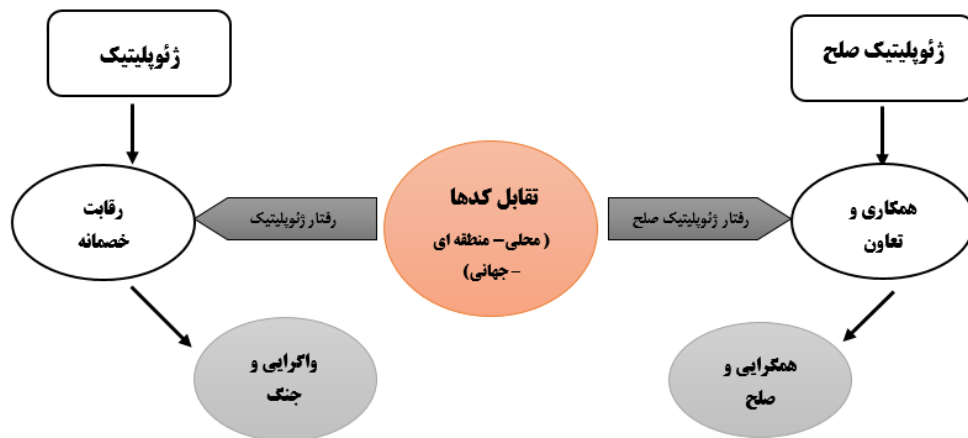 ژئوپلیتیک صلح
ژئوپلیتیک
همکاری و
تعاون
رفتار ژئوپلیتیک صلح
تقابل کدها
( محلی- منطقه ای
- جهانی)
رفتار ژئوپلیتیک
رقابت
خصمانه
همگرایی و
صلح
واگرایی و
جنگ